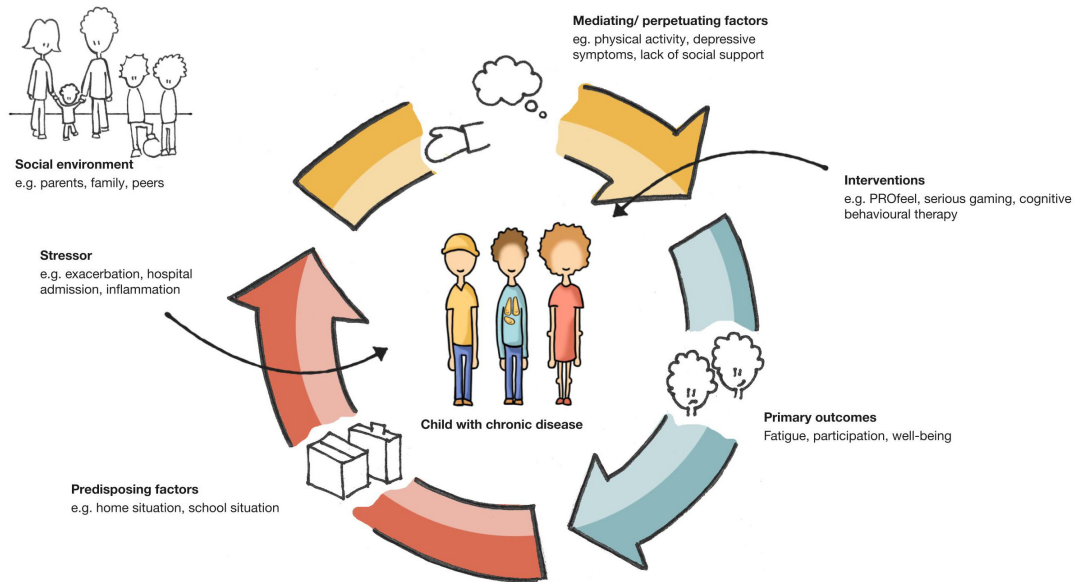 Mediating/ perpetuating factors
eg. physical activity, depressive
symptoms, lack of social support
Social environment
e.g. parents, family, peers
Interventions
e.g. PROfeel, serious gaming, cognitive
behavioural therapy
Stressor
e.g. exacerbation, hospital
admission, inflammation
Child with chronic disease
Primary outcomes
Fatigue, participation, well-being
Predisposing factors
e.g. home situation, school situation